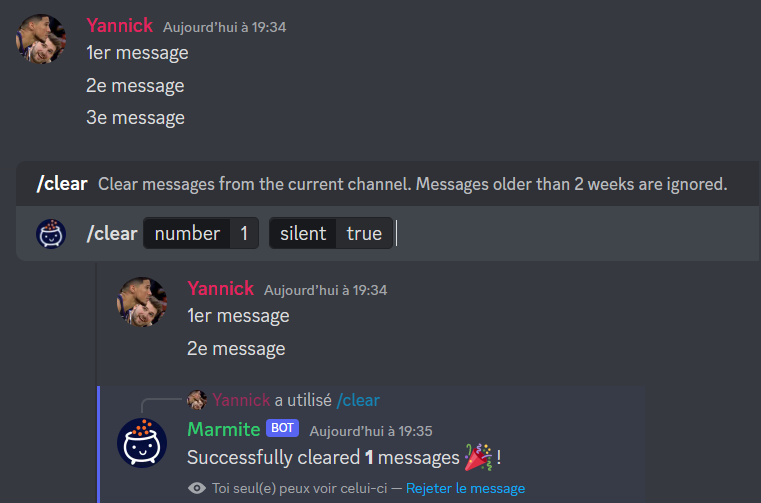 Yannick Aujourd'hui à 19:34
1er message
2e message
3e message
/clear Clear messages from the current channel. Messages older than 2 weeks are ignored.
/clear number 1 silent true
Yannick Aujourd'hui à 19:34
1er message
2e message
Yannick a utilisé /clear
Marmite BOT Aujourd'hui à 19:35
Successfully cleared 1 messages 🎉 !
Toi seul(e) peux voir celui-ci — Rejeter le message